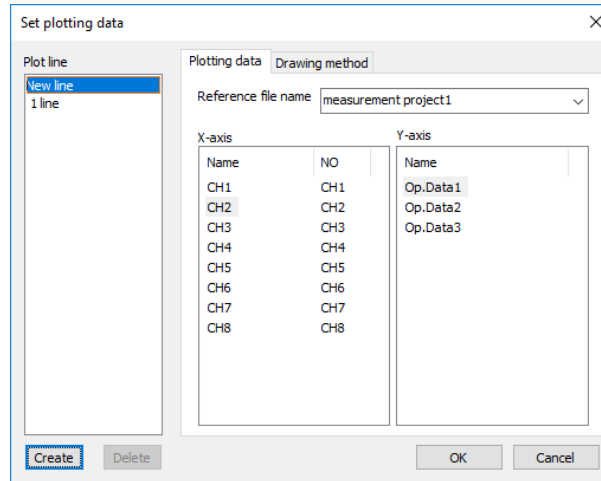 Set plotting data
Plot line
New line
1 line
Plotting data
Drawing method
Reference file name
measurement project1
X-axis
Name NO
CH1 CH1
CH2 CH2
CH3 CH3
CH4 CH4
CH5 CH5
CH6 CH6
CH7 CH7
CH8 CH8
Y-axis
Name
Op.Data1
Op.Data2
Op.Data3
Create
Delete
OK
Cancel